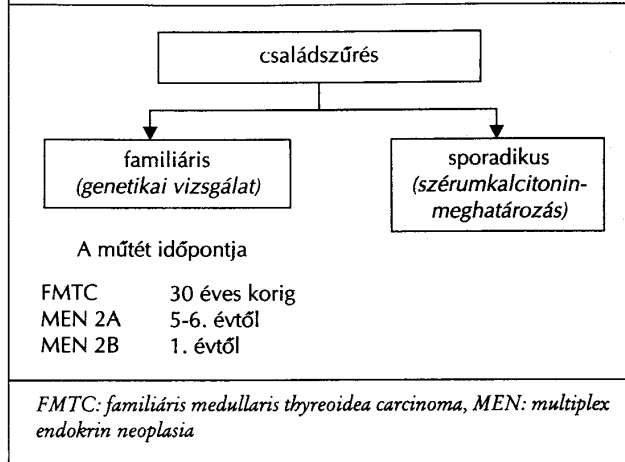 családszűrés
familiáris
(genetikai vizsgálat)
sporadikus
(szérumkalcitonin-
meghatározás)
A műtét időpontja
FMTC 30 éves korig
MEN 2A 5-6. évtől
MEN 2B 1. évtől
FMTC: familiáris medullaris thyreoidea carcinoma, MEN: multiplex
endokrin neoplasia